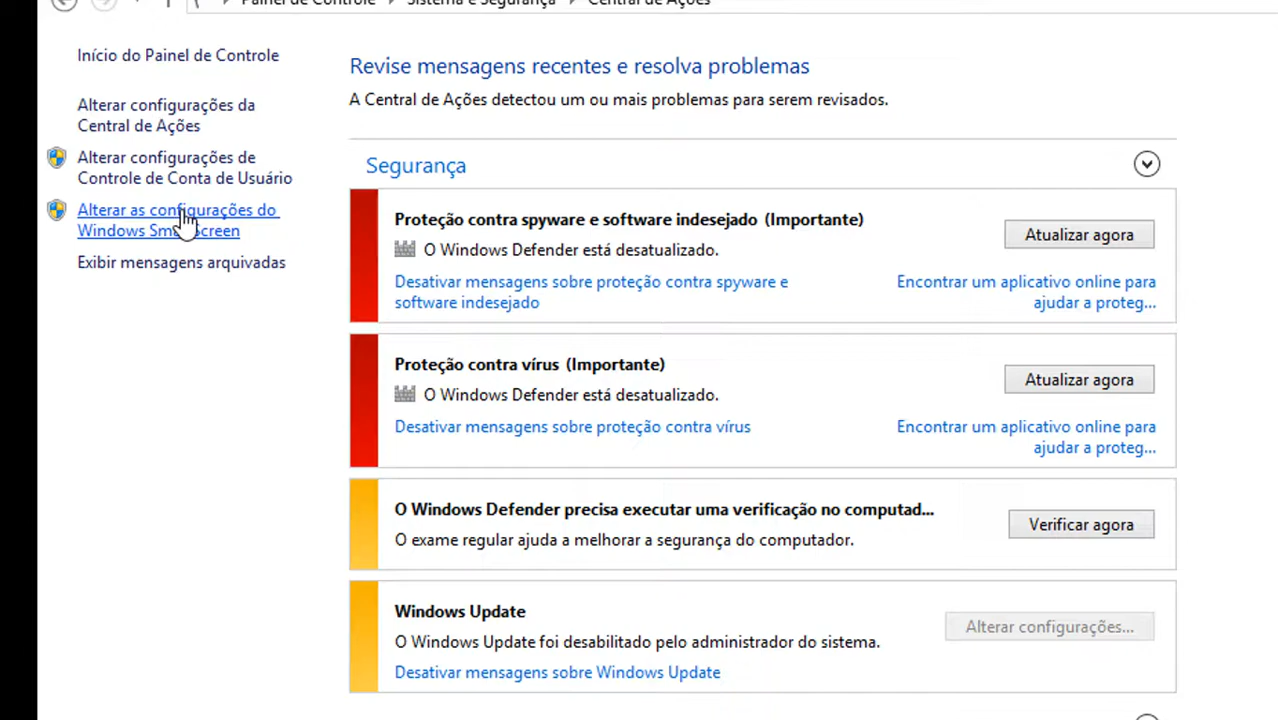 Painel de Controle Sistema e Segurança Central de Ações
Início do Painel de Controle
Alterar configurações da
Central de Ações
Alterar configurações de
Controle de Conta de Usuário
Alterar as configurações do
Windows SmartScreen
Exibir mensagens arquivadas
Revise mensagens recentes e resolva problemas
A Central de Ações detectou um ou mais problemas para serem revisados.
Segurança
Proteção contra spyware e software indesejado (Importante)
O Windows Defender está desatualizado.
Atualizar agora
Desativar mensagens sobre proteção contra spyware e
software indesejado
Encontrar um aplicativo online para
ajudar a proteg...
Proteção contra vírus (Importante)
O Windows Defender está desatualizado.
Atualizar agora
Desativar mensagens sobre proteção contra vírus
Encontrar um aplicativo online para
ajudar a proteg...
O Windows Defender precisa executar uma verificação no computad...
O exame regular ajuda a melhorar a segurança do computador.
Verificar agora
Windows Update
O Windows Update foi desabilitado pelo administrador do sistema.
Alterar configurações...
Desativar mensagens sobre Windows Update